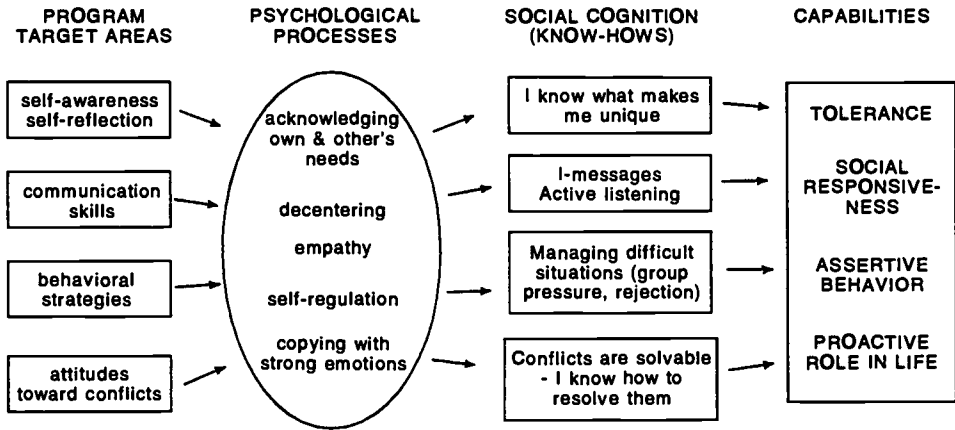 PROGRAM
TARGET AREAS
PSYCHOLOGICAL
PROCESSES
SOCIAL COGNITION
(KNOW-HOWS)
CAPABILITIES
self-awareness
self-reflection
communication
skills
behavioral
strategies
attitudes
toward conflicts
acknowledging
own & other's
needs
decentering
empathy
self-regulation
copying with
strong emotions
I know what makes
me unique
I-messages
Active listening
Managing difficult
situations (group
pressure, rejection)
Conflicts are solvable
- I know how to
resolve them
TOLERANCE
SOCIAL
RESPONSIVE-
NESS
ASSERTIVE
BEHAVIOR
PROACTIVE
ROLE IN LIFE